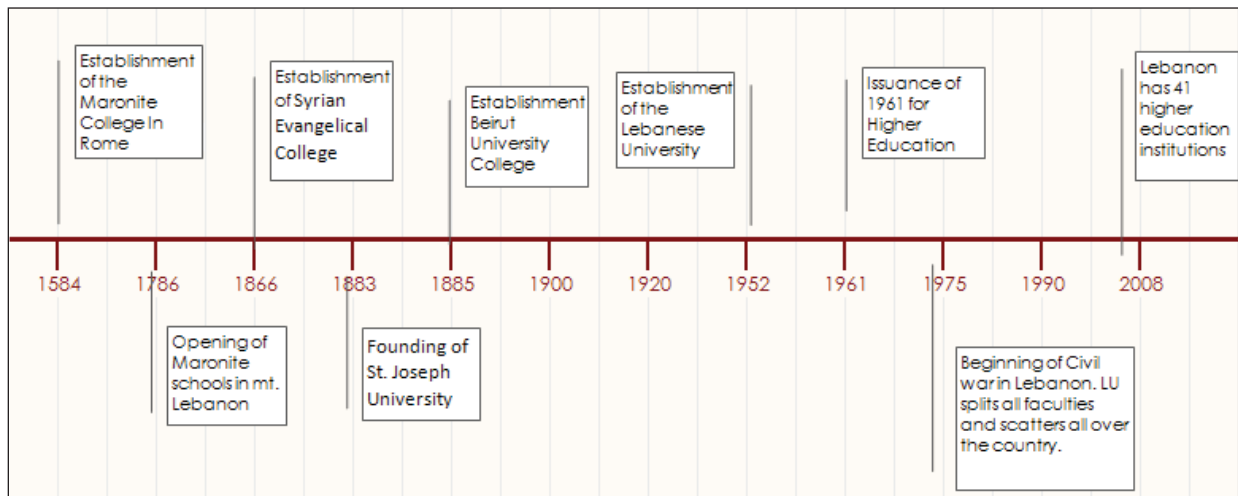 Establishment
of the
Maronite
College In
Rome
Establishment
of Syrian
Evangelical
College
Establishment
Beirut
University
College
Establishment
of the
Lebanese
University
Issuance of
1961 for
Higher
Education
Lebanon
has 41
higher
education
institutions
1584 1786 1866 1883 1885 1900 1920 1952 1961 1975 1990 2008
Opening of
Maronite
schools in mt.
Lebanon
Founding of
St. Joseph
University
Beginning of Civil
war in Lebanon. LU
splits all faculties
and scatters all over
the country.